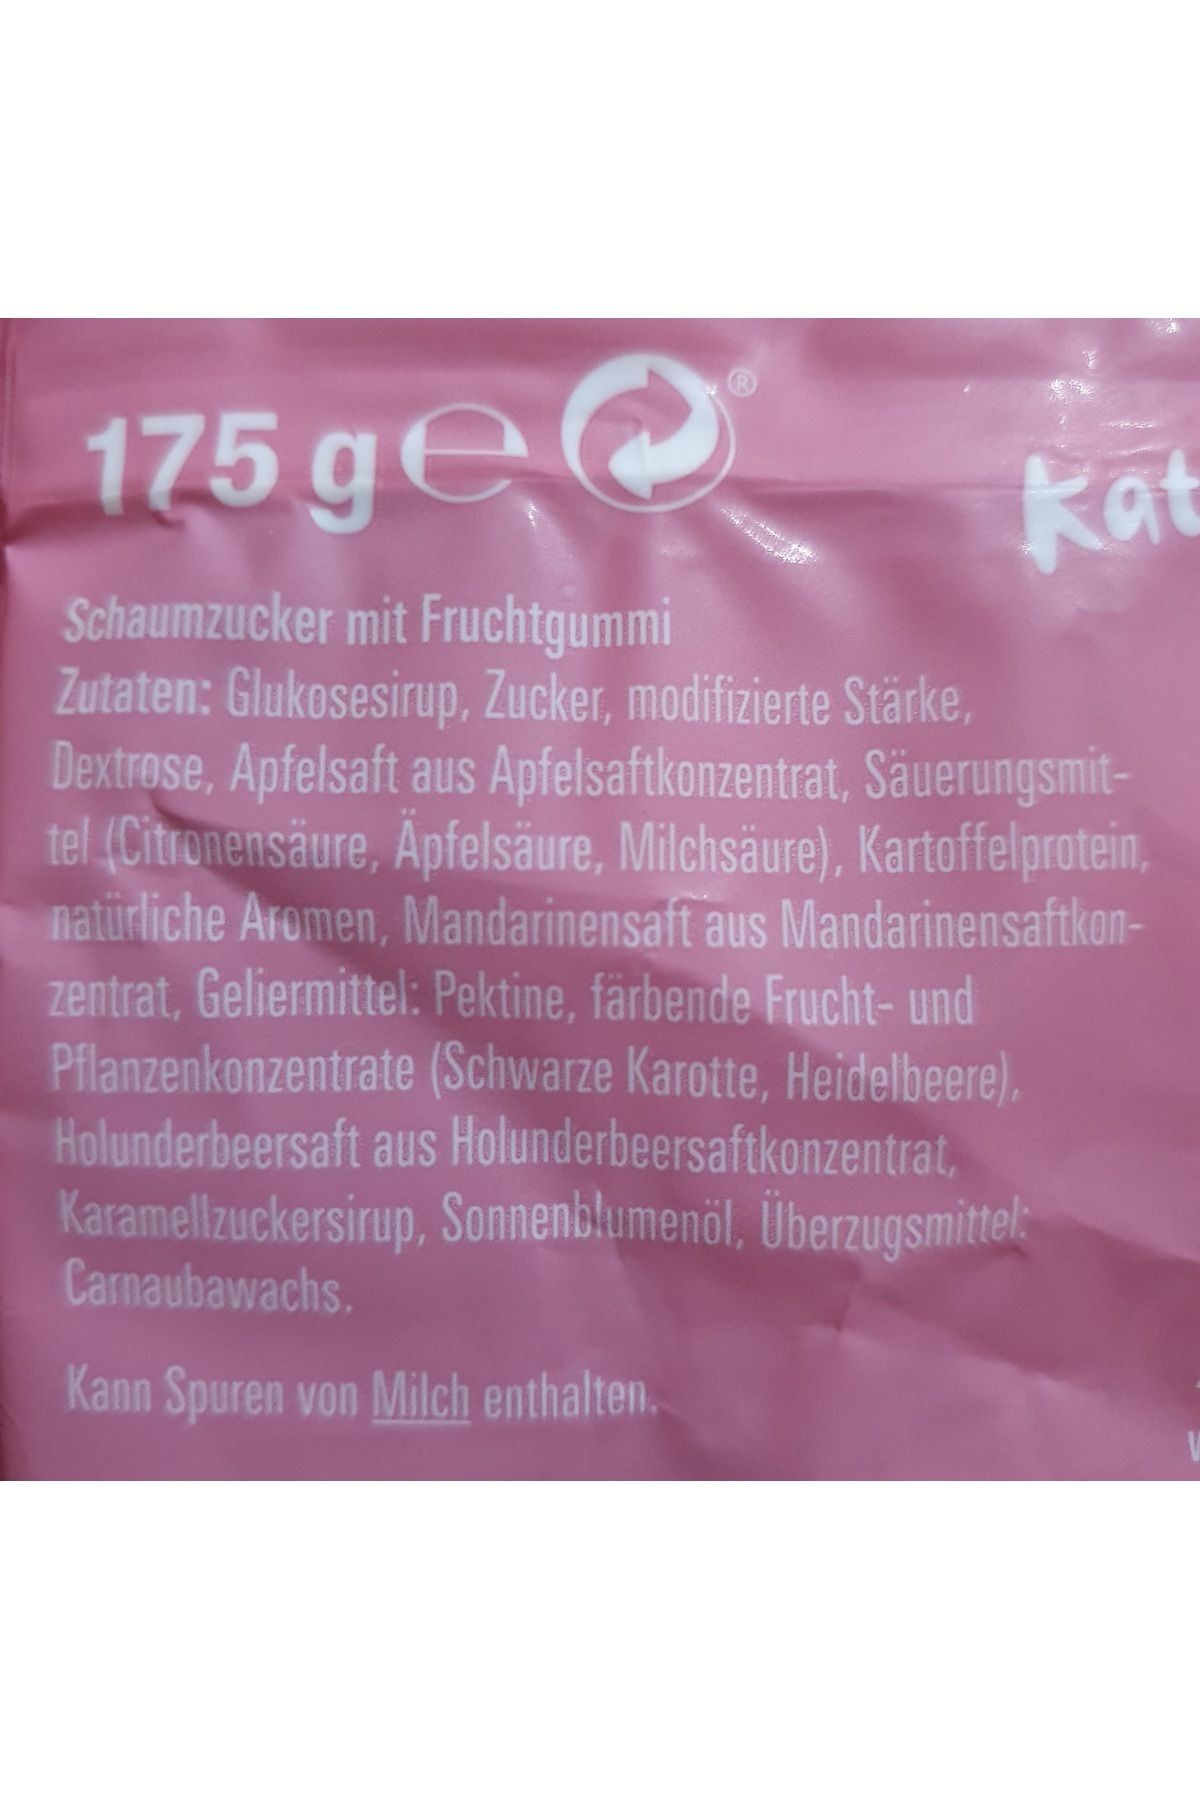 175 g ℮ ®
Kat
Schaumzucker mit Fruchtgummi
Zutaten: Glukosesirup, Zucker, modifizierte Stärke,
Dextrose, Apfelsaft aus Apfelsaftkonzentrat, Säuerungsmit-
tel (Citronensäure, Äpfelsäure, Milchsäure), Kartoffelprotein,
natürliche Aromen, Mandarinensaft aus Mandarinensaftkon-
zentrat, Geliermittel: Pektine, färbende Frucht- und
Pflanzenkonzentrate (Schwarze Karotte, Heidelbeere),
Holunderbeersaft aus Holunderbeersaftkonzentrat,
Karamellzuckersirup, Sonnenblumenöl, Überzugsmittel:
Carnaubawachs.
Kann Spuren von Milch enthalten.